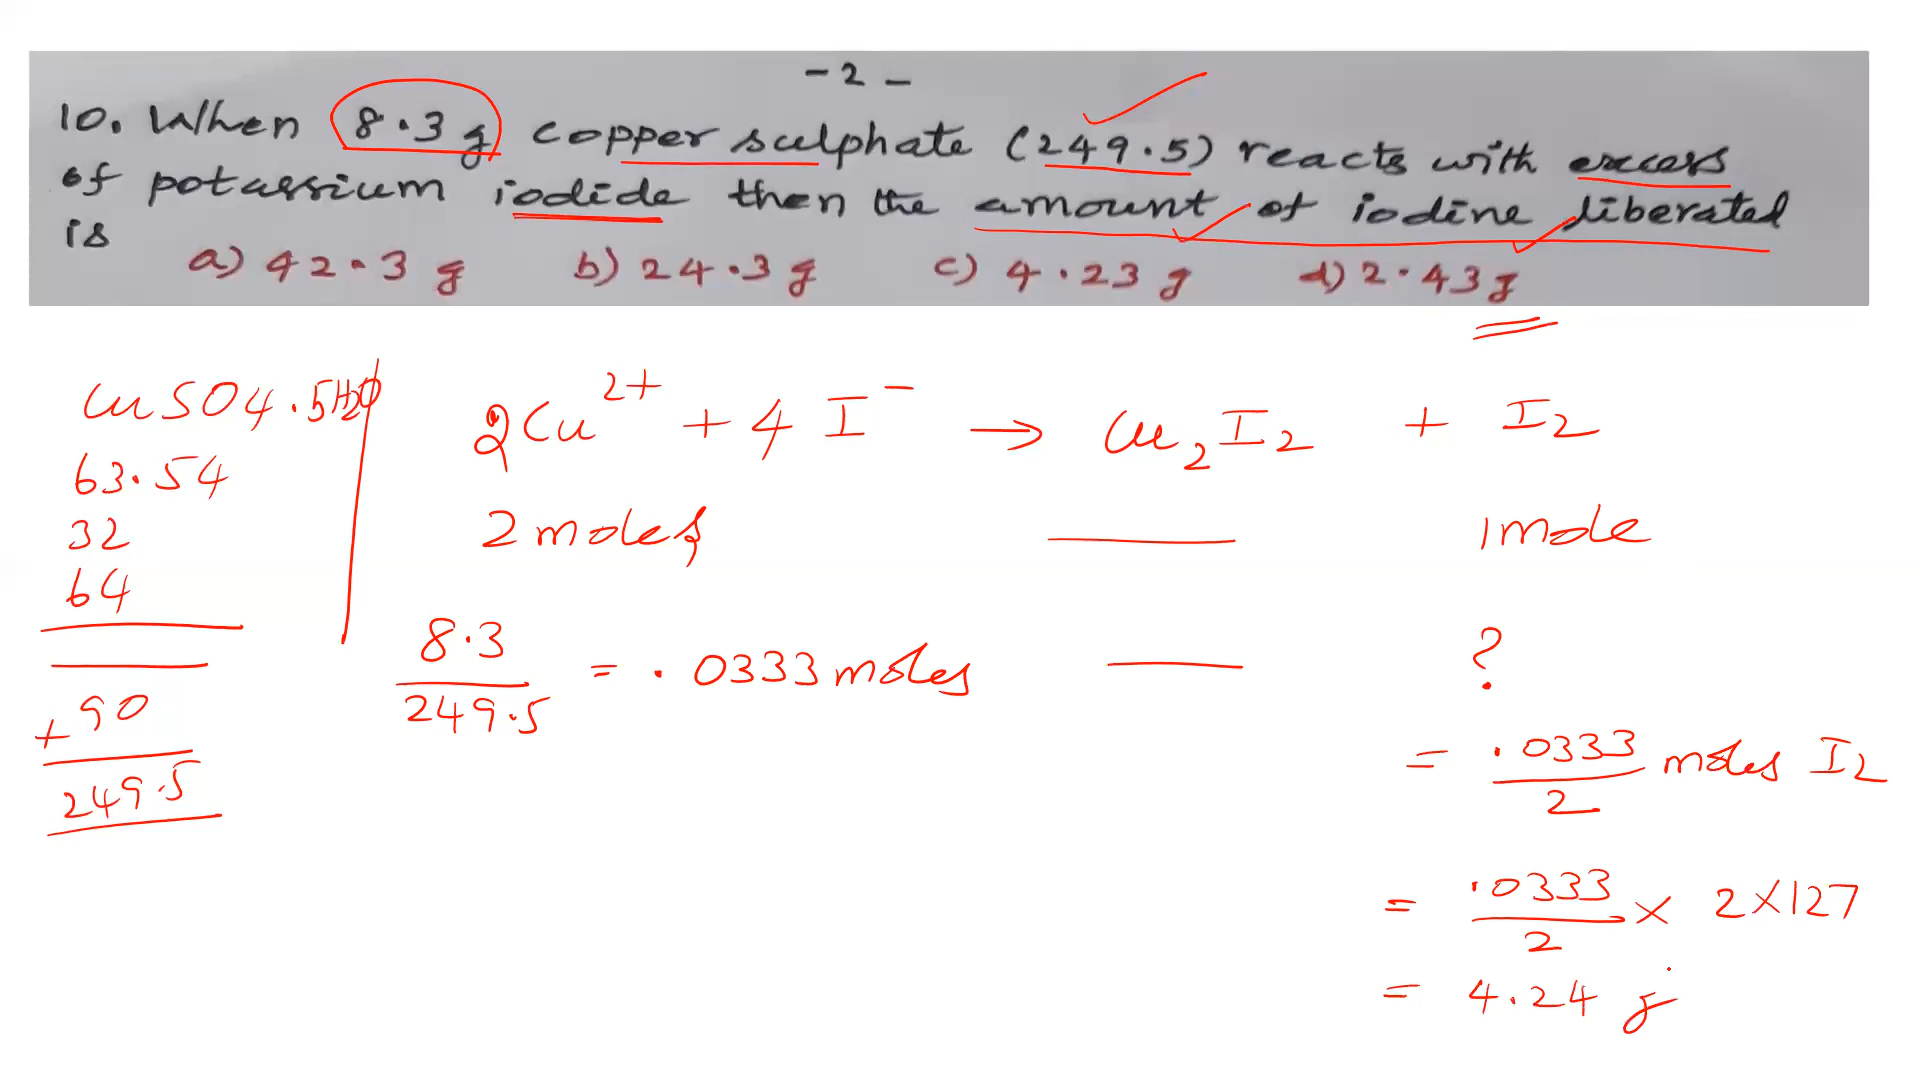 - 2 -
10. When 8.3 g copper sulphate (249.5) reacts with excess
of potassium iodide then the amount of iodine liberated
is
a) 42.3 g b) 24.3 g c) 4.23 g d) 2.43 g
CuSO4.5H2O
63.54
32
64
+90
249.5
2Cu2+ + 4I- → Cu2I2 + I2
2 moles 1 mole
8.3
249.5
= .0333 moles ?
= .0333
2
moles I2
= .0333
2
× 2×127
= 4.24 g